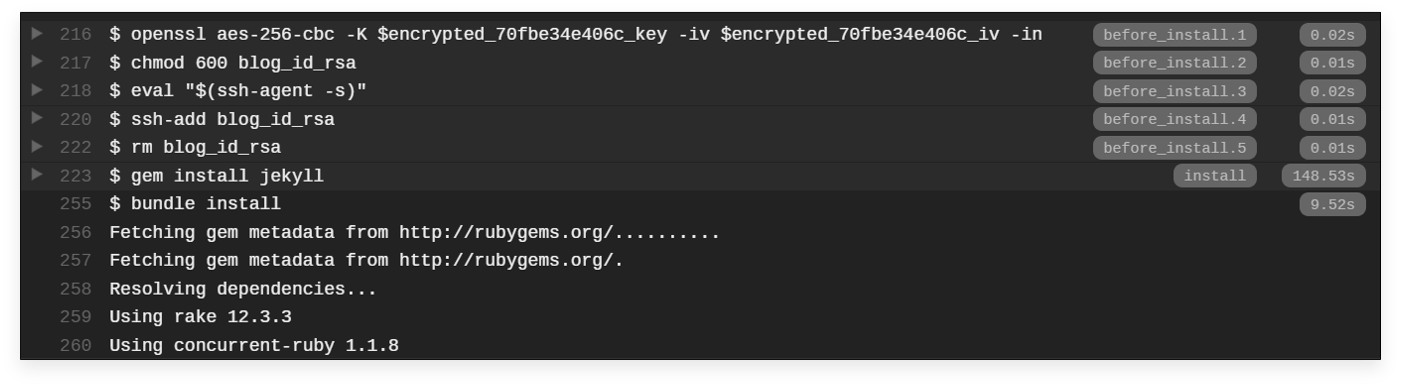 216 $ openssl aes-256-cbc -K $encrypted_70fbe34e406c_key -iv $encrypted_70fbe34e406c_iv -in before_install.1 0.02s
217 $ chmod 600 blog_id_rsa before_install.2 0.01s
218 $ eval "$(ssh-agent -s)" before_install.3 0.02s
220 $ ssh-add blog_id_rsa before_install.4 0.01s
222 $ rm blog_id_rsa before_install.5 0.01s
223 $ gem install jekyll install 148.53s
255 $ bundle install 9.52s
256 Fetching gem metadata from http://rubygems.org/..........
257 Fetching gem metadata from http://rubygems.org/.
258 Resolving dependencies...
259 Using rake 12.3.3
260 Using concurrent-ruby 1.1.8